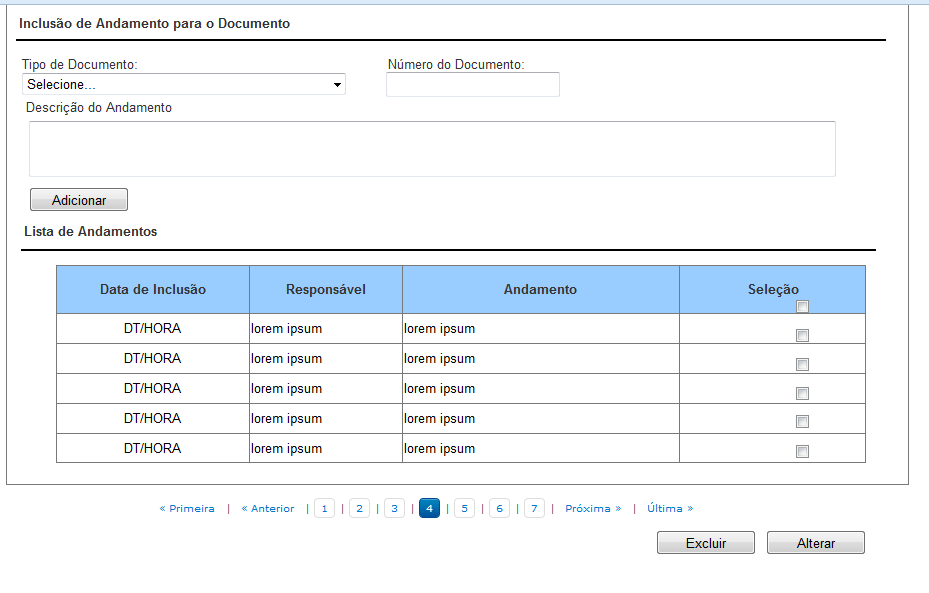 Inclusão de Andamento para o Documento
Tipo de Documento: Número do Documento:
Selecione...
Descrição do Andamento
Adicionar
Lista de Andamentos
Data de Inclusão Responsável Andamento Seleção
DT/HORA lorem ipsum lorem ipsum
DT/HORA lorem ipsum lorem ipsum
DT/HORA lorem ipsum lorem ipsum
DT/HORA lorem ipsum lorem ipsum
DT/HORA lorem ipsum lorem ipsum
« Primeira | « Anterior | 1 | 2 | 3 | 4 | 5 | 6 | 7 | Próxima » | Última »
Excluir Alterar